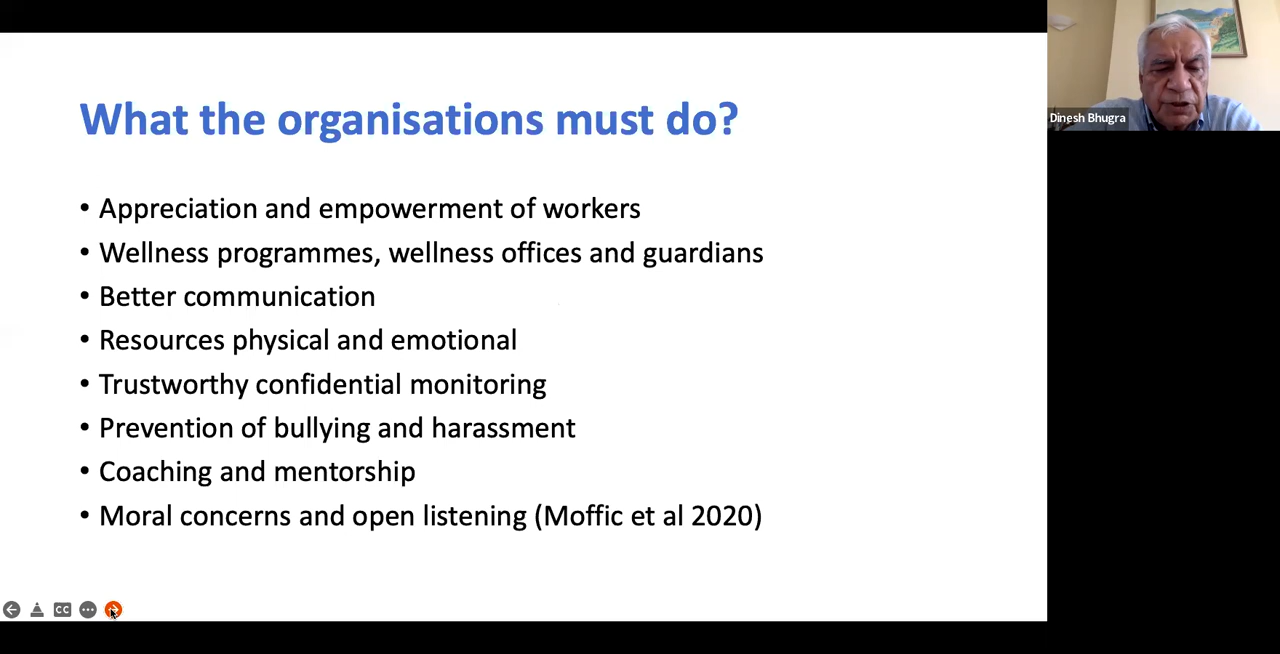 What the organisations must do?
• Appreciation and empowerment of workers
• Wellness programmes, wellness offices and guardians
• Better communication
• Resources physical and emotional
• Trustworthy confidential monitoring
• Prevention of bullying and harassment
• Coaching and mentorship
• Moral concerns and open listening (Moffic et al 2020)
Dinesh Bhugra
CC